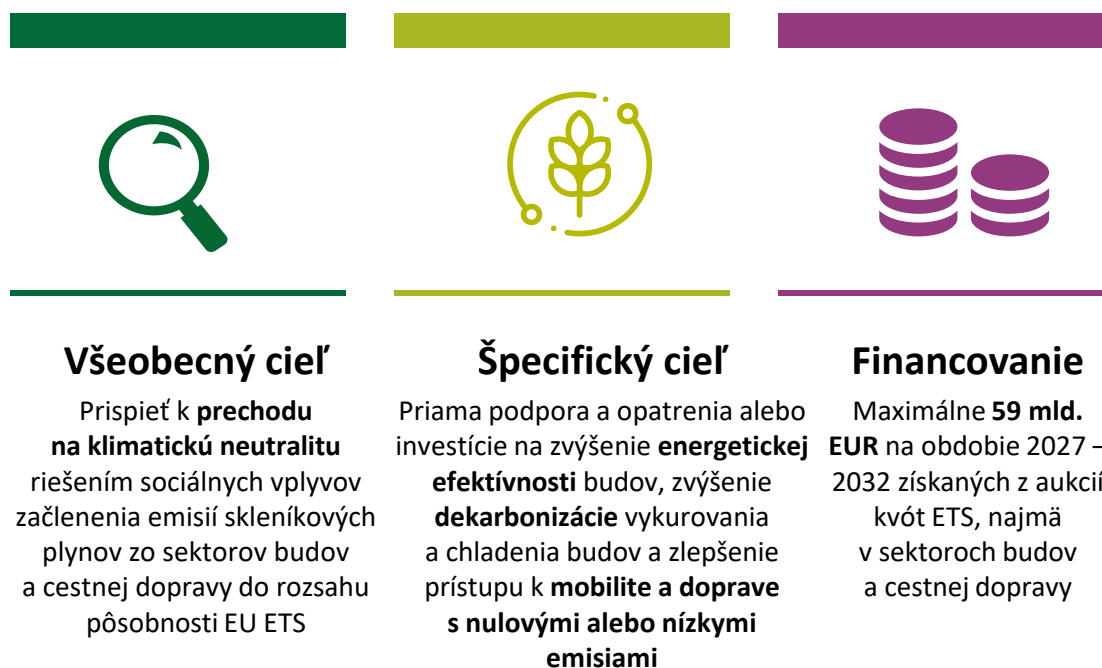 Všeobecný cieľ
Prispieť k prechodu
na klimatickú neutralitu
riešením sociálnych vplyvov
začlenenia emisií skleníkových
plynov zo sektorov budov
a cestnej dopravy do rozsahu
pôsobnosti EU ETS
Špecifický cieľ
Priama podpora a opatrenia alebo
investície na zvýšenie energetickej
efektívnosti budov, zvýšenie
dekarbonizácie vykurovania
a chladenia budov a zlepšenie
prístupu k mobilite a doprave
s nulovými alebo nízkymi
emisiami
Financovanie
Maximálne 59 mld.
EUR na obdobie 2027 –
2032 získaných z aukcií
kvót ETS, najmä
v sektoroch budov
a cestnej dopravy